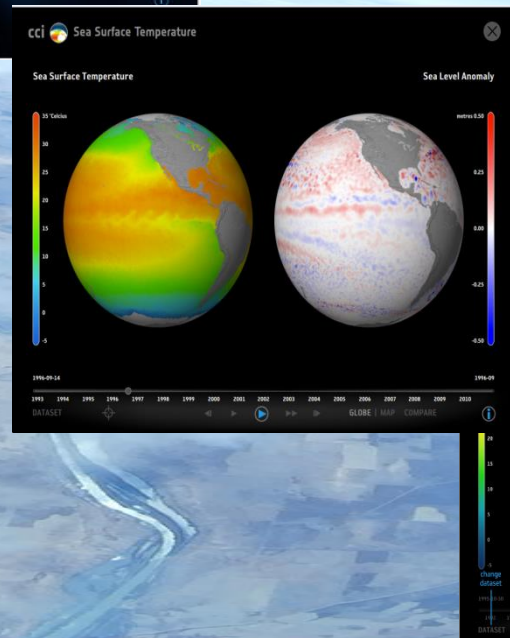 cci Sea Surface Temperature
Sea Surface Temperature
Sea Level Anomaly
35 °Celcius
30
25
20
15
10
5
0
-5
metres 0.50
0.25
0.00
-0.25
-0.50
1996-09-14
1996-09
1993 1994 1995 1996 1997 1998 1999 2000 2001 2002 2003 2004 2005 2006 2007 2008 2009 2010
DATASET
GLOBE | MAP COMPARE
20
15
10
5
0
change
dataset
DATASET